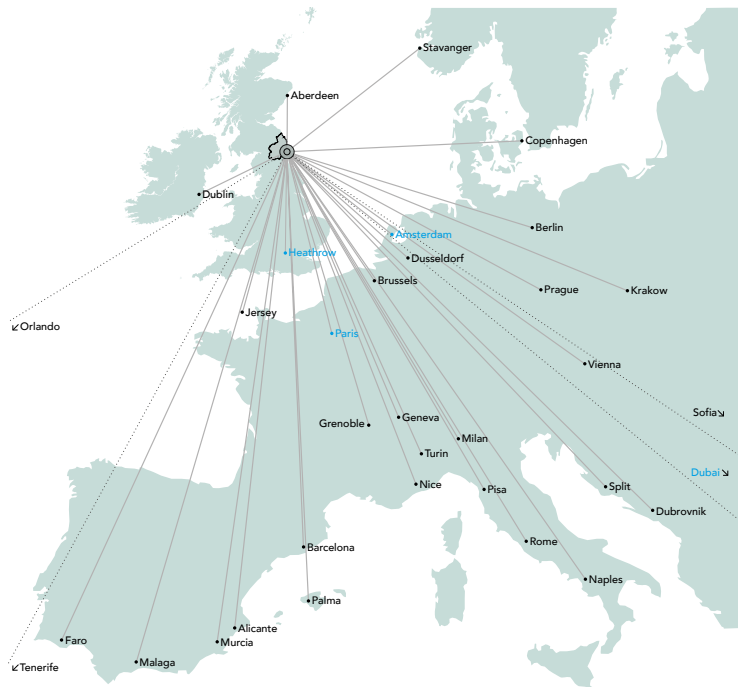 Stavanger
Aberdeen
Copenhagen
Dublin
Berlin
Amsterdam
Heathrow
Dusseldorf
Brussels
Prague
Krakow
Jersey
Orlando
Paris
Vienna
Sofia
Geneva
Grenoble
Milan
Turin
Dubai
Nice
Pisa
Split
Dubrovnik
Rome
Barcelona
Naples
Palma
Alicante
Faro
Murcia
Malaga
Tenerife